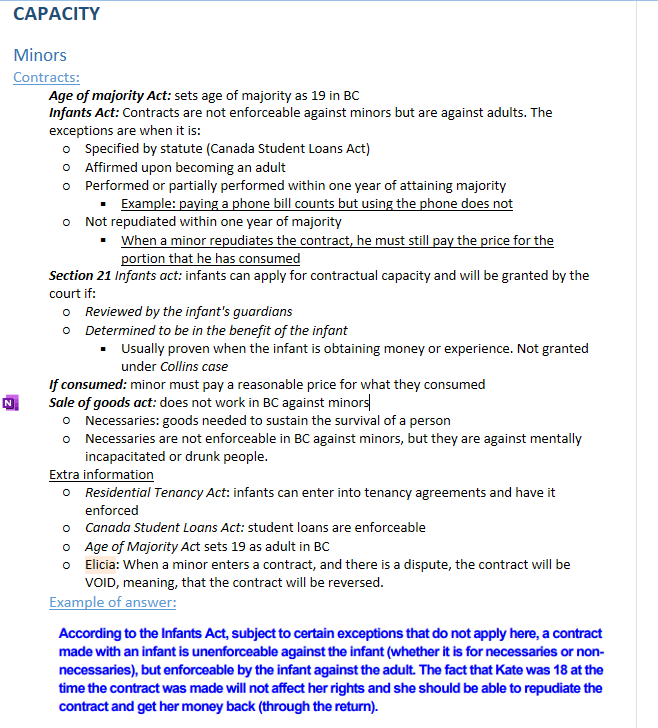 CAPACITY
Minors
Contracts:
Age of majority Act: sets age of majority as 19 in BC
Infants Act: Contracts are not enforceable against minors but are against adults. The
exceptions are when it is:
o Specified by statute (Canada Student Loans Act)
o Affirmed upon becoming an adult
o Performed or partially performed within one year of attaining majority
▪ Example: paying a phone bill counts but using the phone does not
o Not repudiated within one year of majority
▪ When a minor repudiates the contract, he must still pay the price for the
portion that he has consumed
Section 21 Infants act: infants can apply for contractual capacity and will be granted by the
court if:
o Reviewed by the infant's guardians
o Determined to be in the benefit of the infant
▪ Usually proven when the infant is obtaining money or experience. Not granted
under Collins case
If consumed: minor must pay a reasonable price for what they consumed
N
Sale of goods act: does not work in BC against minors
o Necessaries: goods needed to sustain the survival of a person
o Necessaries are not enforceable in BC against minors, but they are against mentally
incapacitated or drunk people.
Extra information
o Residential Tenancy Act: infants can enter into tenancy agreements and have it
enforced
o Canada Student Loans Act: student loans are enforceable
o Age of Majority Act sets 19 as adult in BC
o Elicia: When a minor enters a contract, and there is a dispute, the contract will be
VOID, meaning, that the contract will be reversed.
Example of answer:
According to the Infants Act, subject to certain exceptions that do not apply here, a contract
made with an infant is unenforceable against the infant (whether it is for necessaries or non-
necessaries), but enforceable by the infant against the adult. The fact that Kate was 18 at the
time the contract was made will not affect her rights and she should be able to repudiate the
contract and get her money back (through the return).